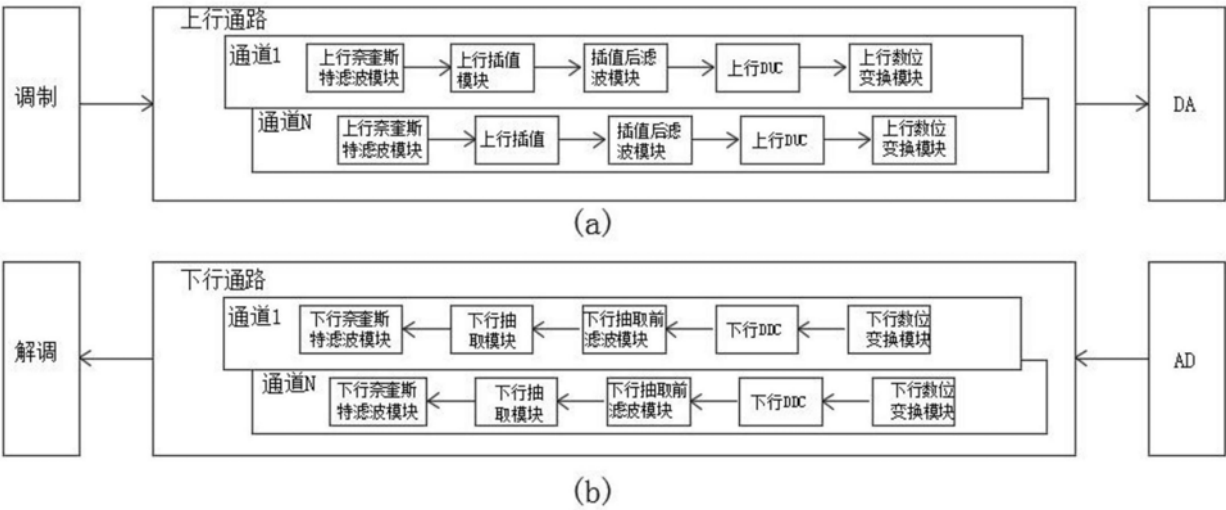 调制
上行通路
通道1
上行奈奎斯
特滤波模块
上行插值
模块
插值后滤
波模块
上行DUC
上行数位
变换模块
通道N
上行奈奎斯
特滤波模块
上行插值
插值后滤
波模块
上行DUC
上行数位
变换模块
DA
(a)
解调
下行通路
通道1
下行奈奎斯
特滤波模块
下行抽
取模块
下行抽取前
滤波模块
下行DDC
下行数位
变换模块
通道N
下行奈奎斯
特滤波模块
下行抽
取模块
下行抽取前
滤波模块
下行DDC
下行数位
变换模块
AD
(b)